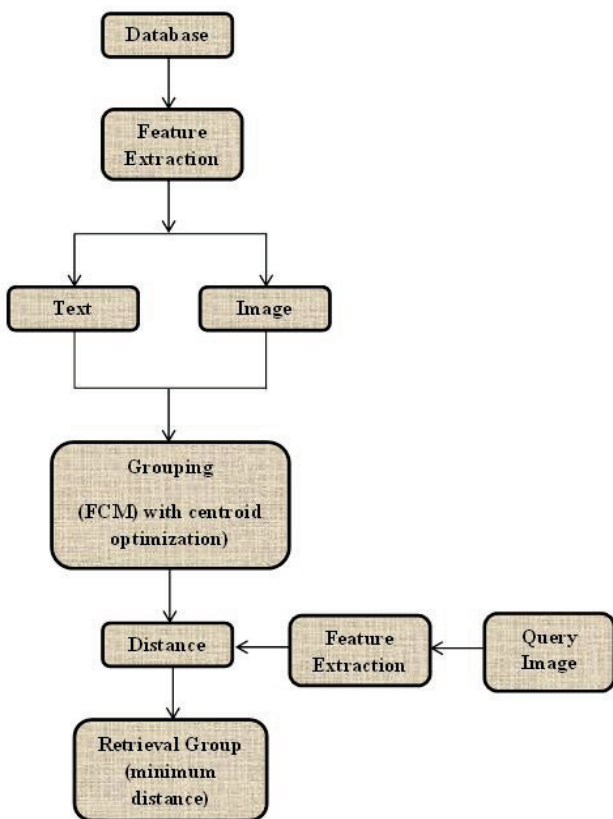 Database
Feature
Extraction
Text
Image
Grouping
(FCM) with centroid
optimization)
Distance
Feature
Extraction
Query
Image
Retrieval Group
(minimum
distance)